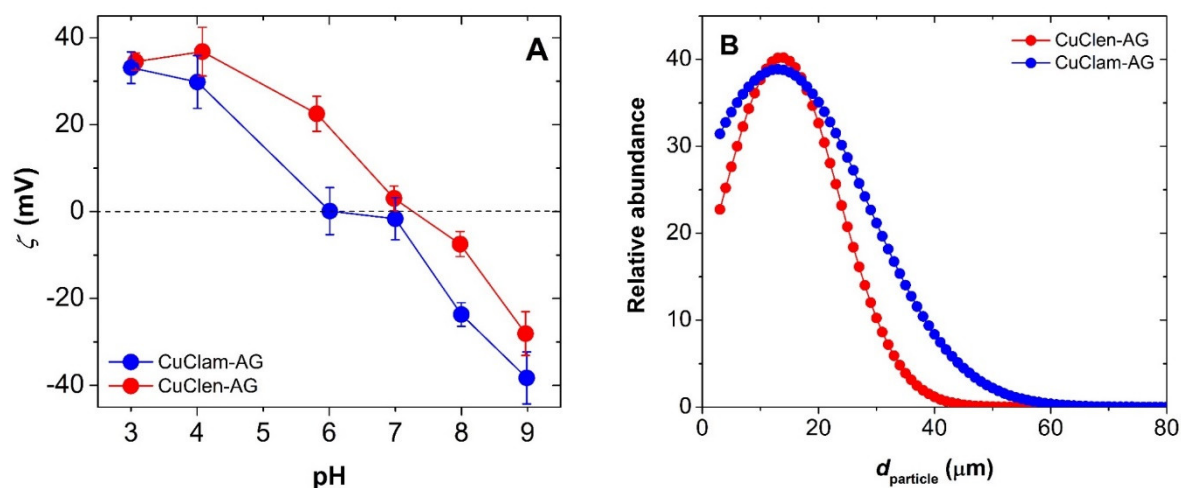 A
40
20
0
-20
-40
ζ (mV)
CuClam-AG
CuClen-AG
3 4 5 6 7 8 9
pH
B
CuClen-AG
CuClam-AG
40
30
20
10
0
Relative abundance
0 20 40 60 80
dparticle (μm)